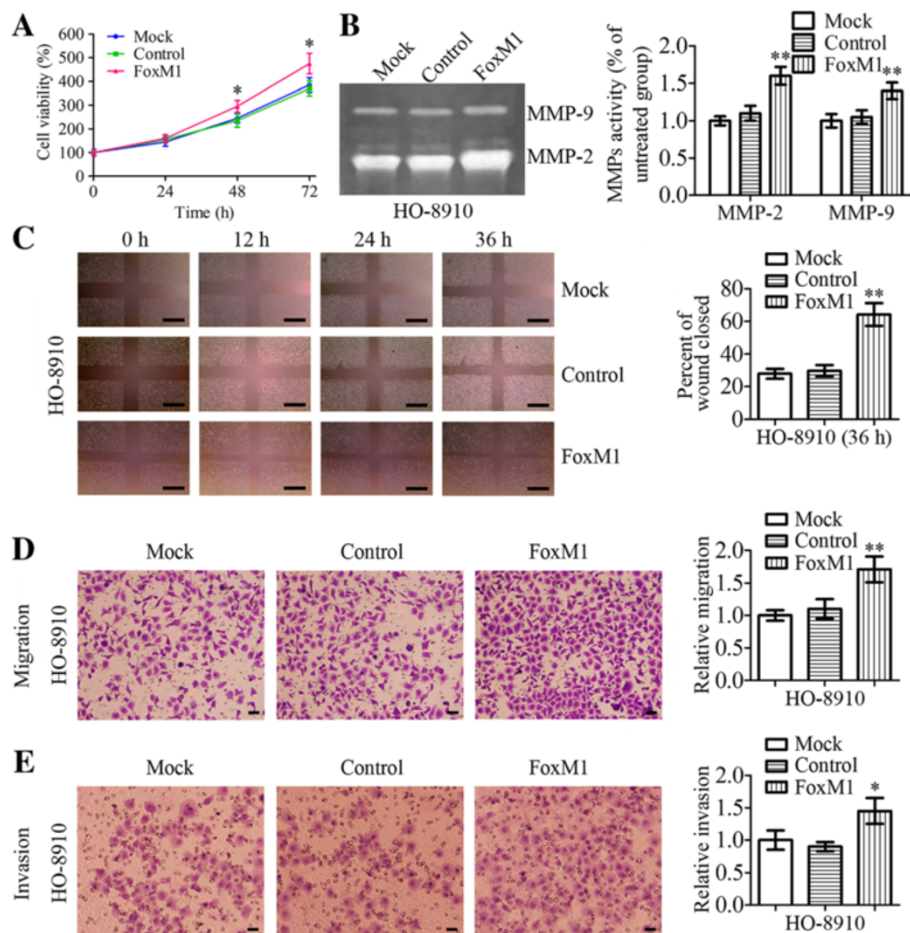 A
Cell viability (%)
600
500
400
300
200
100
0
Mock
Control
FoxM1
*
*
0
24
48
72
Time (h)
B
Mock
Control
FoxM1
MMP-9
MMP-2
HO-8910
MMPs activity (% of
untreated group)
2.0
1.5
1.0
0.5
0.0
Mock
Control
FoxM1
**
**
MMP-2
MMP-9
C
0 h
12 h
24 h
36 h
HO-8910
Mock
Control
FoxM1
Percent of
wound closed
80
60
40
20
0
Mock
Control
FoxM1
**
HO-8910 (36 h)
D
Mock
Control
FoxM1
Migration
HO-8910
Relative migration
2.0
1.5
1.0
0.5
0.0
Mock
Control
FoxM1
**
HO-8910
E
Mock
Control
FoxM1
Invasion
HO-8910
Relative invasion
2.0
1.5
1.0
0.5
0.0
Mock
Control
FoxM1
*
HO-8910